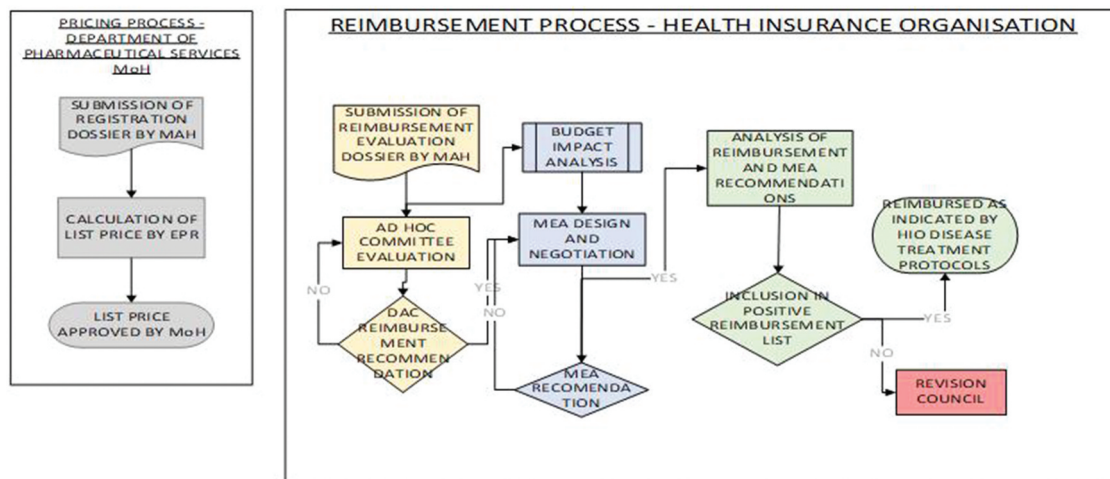 PRICING PROCESS -
DEPARTMENT OF
PHARMACEUTICAL SERVICES
MoH
SUBMISSION OF
REGISTRATION
DOSSIER BY MAH
CALCULATION OF
LIST PRICE BY EPR
LIST PRICE
APPROVED BY MoH
REIMBURSEMENT PROCESS - HEALTH INSURANCE ORGANISATION
SUBMISSION OF
REIMBURSEMENT
EVALUATION
DOSSIER BY MAH
AD HOC
COMMITTEE
EVALUATION
NO
DAC
REIMBURSE
MENT
RECOMMEN
DATION
YES
BUDGET
IMPACT
ANALYSIS
MEA DESIGN
AND
NEGOTIATION
NO
MEA
RECOMENDA
TION
YES
ANALYSIS OF
REIMBURSEMENT
AND MEA
RECOMMENDATI
ONS
INCLUSION IN
POSITIVE
REIMBURSEMENT
LIST
YES
REIMBURSED AS
INDICATED BY
HIO DISEASE
TREATMENT
PROTOCOLS
NO
REVISION
COUNCIL